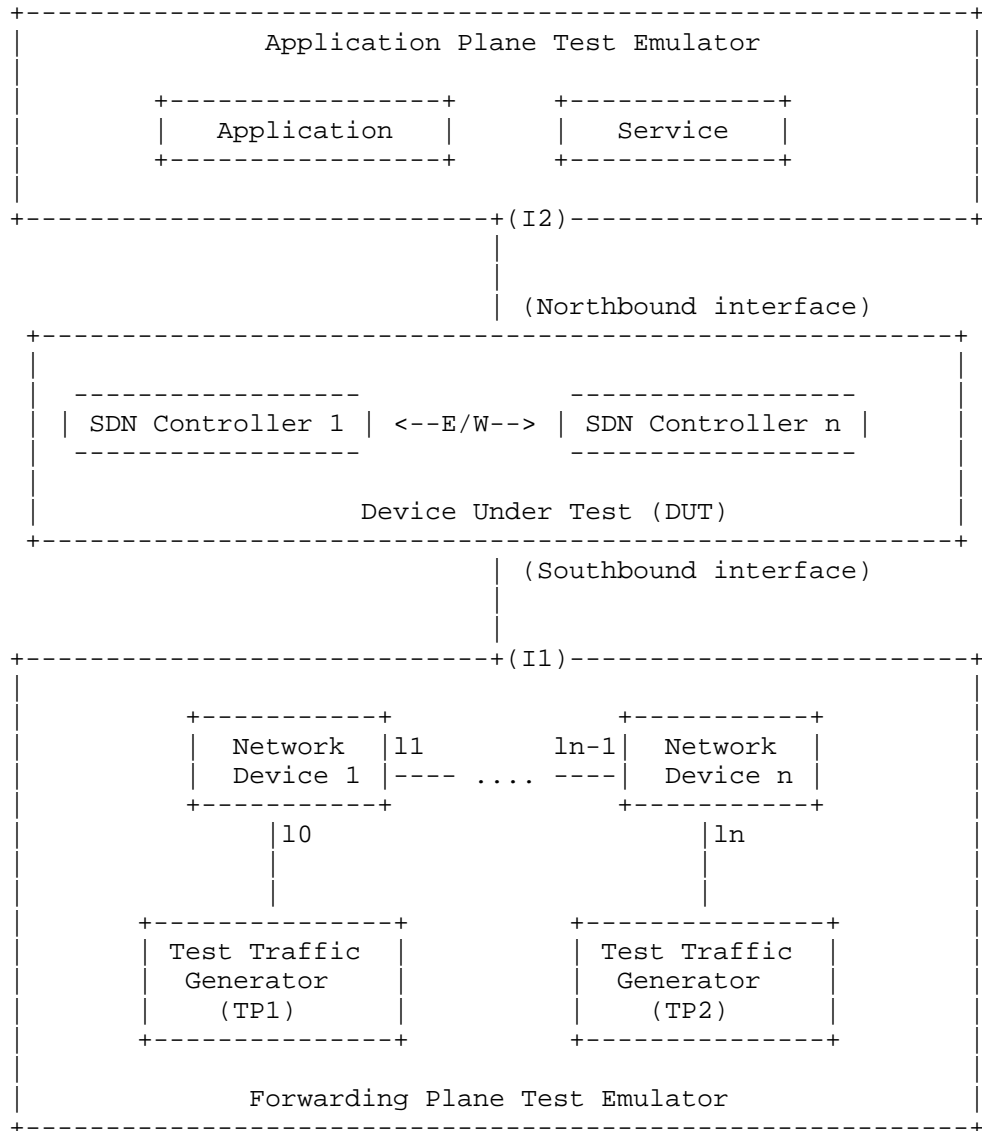 Application Plane Test Emulator
Application Service
(I2)
(Northbound interface)
SDN Controller 1 <--E/W--> SDN Controller n
Device Under Test (DUT)
(Southbound interface)
(I1)
Network l1 ln-1 Network
Device 1 ---- .... ---- Device n
l0 ln
Test Traffic Test Traffic
Generator Generator
(TP1) (TP2)
Forwarding Plane Test Emulator